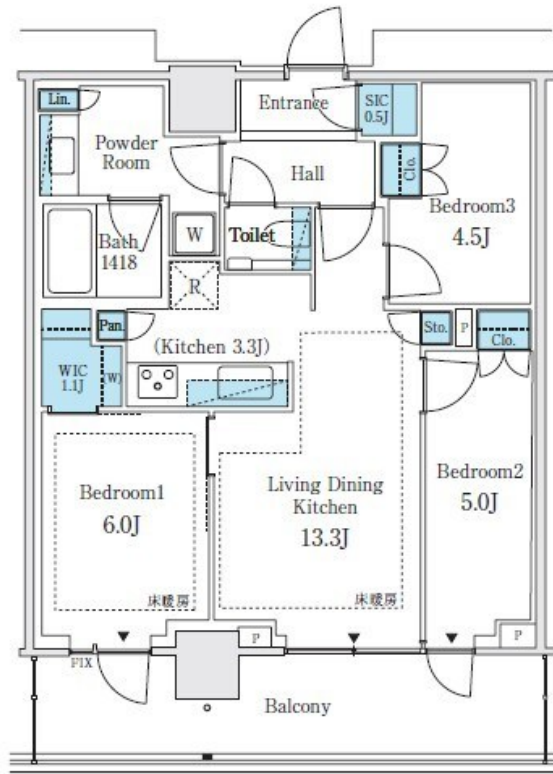 Entrance
SIC
0.5J
Lin.
Powder
Room
Hall
Clo.
Bedroom3
4.5J
Bath
1418
W
Toilet
R
Pan.
(Kitchen 3.3J)
Sto.
P
Clo.
WIC
1.1J
(W)
Bedroom1
6.0J
Living Dining
Kitchen
13.3J
Bedroom2
5.0J
床暖房
床暖房
P
P
FIX
Balcony